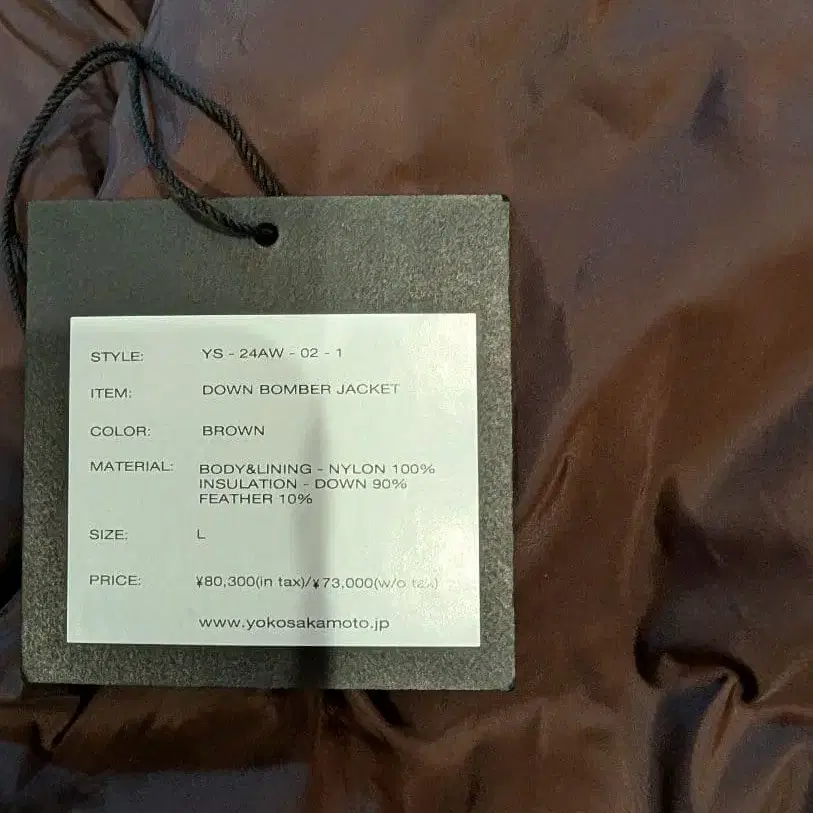 STYLE: YS - 24AW - 02 - 1
ITEM: DOWN BOMBER JACKET
COLOR: BROWN
MATERIAL: BODY&LINING - NYLON 100%
INSULATION - DOWN 90%
FEATHER 10%
SIZE: L
PRICE: ¥80,300(in tax)/¥73,000(w/o tax)
www.yokosakamoto.jp